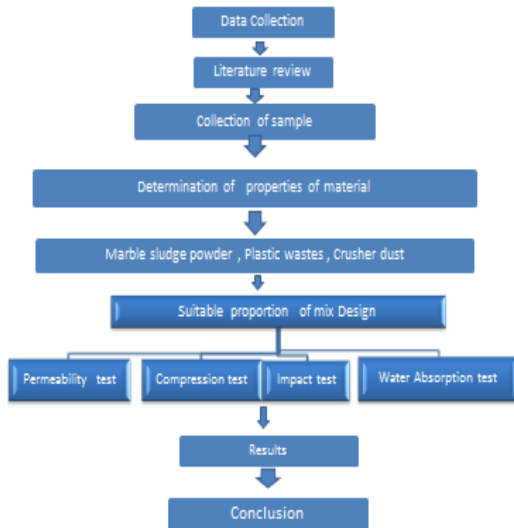 Data Collection
Literature review
Collection of sample
Determination of properties of material
Marble sludge powder , Plastic wastes , Crusher dust
Suitable proportion of mix Design
Permeability test
Compression test
Impact test
Water Absorption test
Results
Conclusion